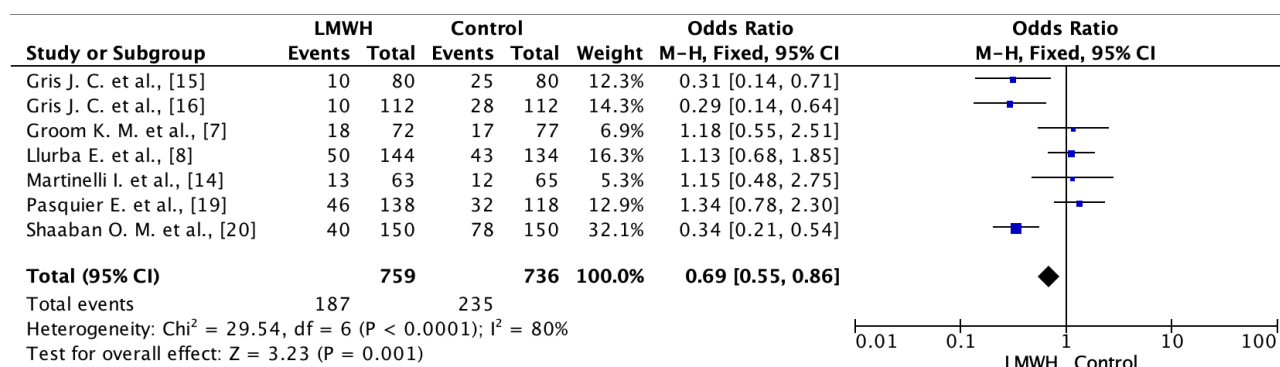 LMWH Control Odds Ratio Odds Ratio
Study or Subgroup Events Total Events Total Weight M-H, Fixed, 95% CI M-H, Fixed, 95% CI
Gris J. C. et al., [15] 10 80 25 80 12.3% 0.31 [0.14, 0.71]
Gris J. C. et al., [16] 10 112 28 112 14.3% 0.29 [0.14, 0.64]
Groom K. M. et al., [7] 18 72 17 77 6.9% 1.18 [0.55, 2.51]
Llurba E. et al., [8] 50 144 43 134 16.3% 1.13 [0.68, 1.85]
Martinelli I. et al., [14] 13 63 12 65 5.3% 1.15 [0.48, 2.75]
Pasquier E. et al., [19] 46 138 32 118 12.9% 1.34 [0.78, 2.30]
Shaaban O. M. et al., [20] 40 150 78 150 32.1% 0.34 [0.21, 0.54]
Total (95% CI) 759 736 100.0% 0.69 [0.55, 0.86]
Total events 187 235
Heterogeneity: Chi² = 29.54, df = 6 (P < 0.0001); I² = 80%
Test for overall effect: Z = 3.23 (P = 0.001)
0.01 0.1 1 10 100
LMWH Control